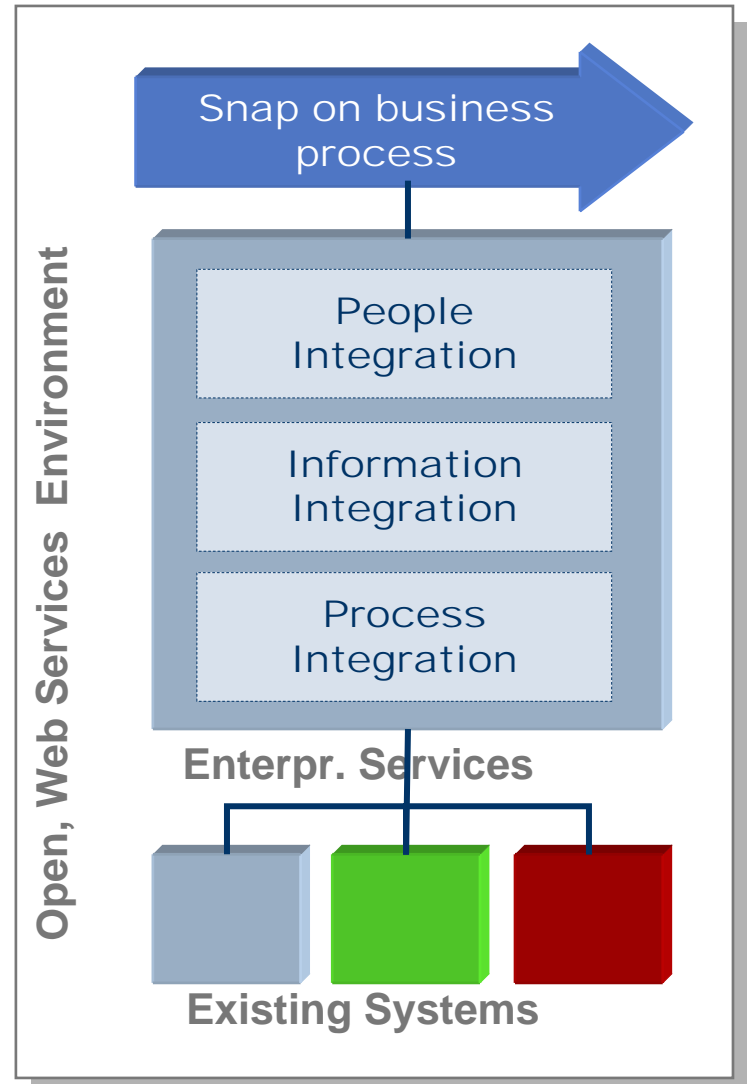 Snap on business
process
People
Integration
Information
Integration
Process
Integration
Enterpr. Services
Existing Systems
Open, Web Services Environment